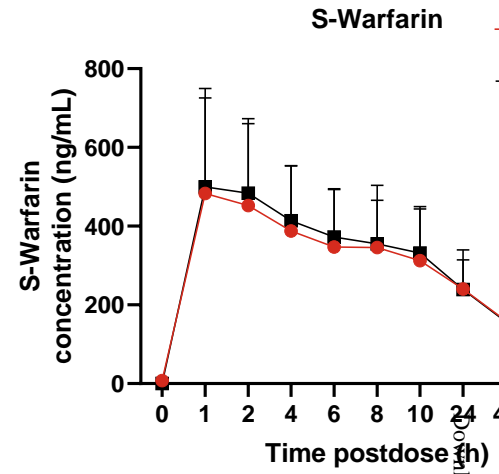 S-Warfarin
S-Warfarin
concentration (ng/mL)
800
600
400
200
0
0 1 2 4 6 8 10 24 4
Time postdose (h)